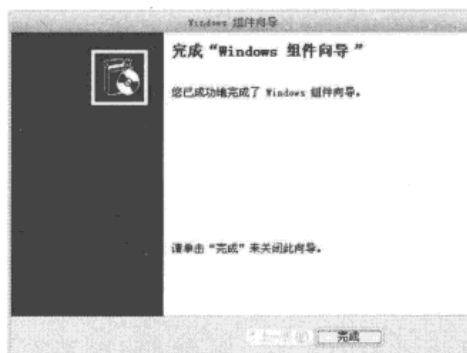 Windows 组件向导
完成“Windows 组件向导”
您已成功地完成了 Windows 组件向导。
请单击“完成”来关闭此向导。
完成